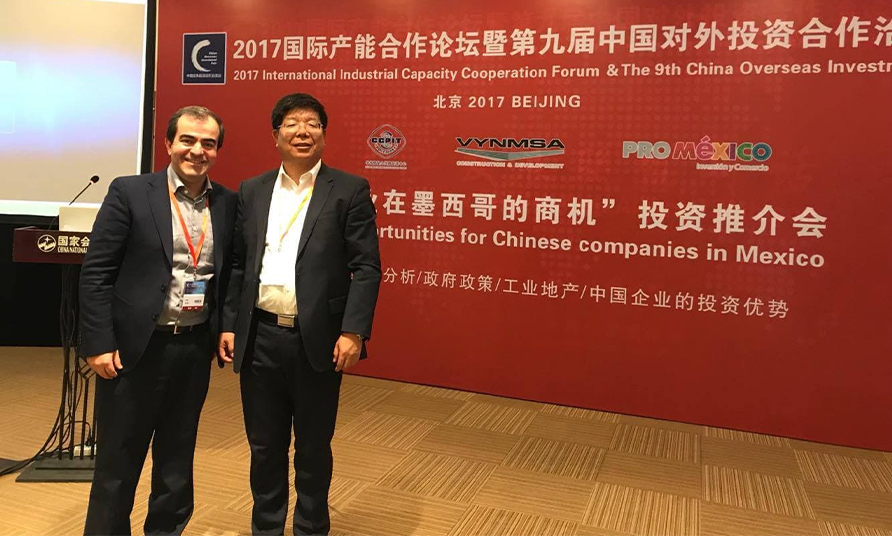 2017国际产能合作论坛暨第九届中国对外投资合作洽
2017 International Industrial Capacity Cooperation Forum & The 9th China Overseas Investm
北京 2017 BEIJING
CCPIT
VYNMSA
CONSTRUCTION & DEVELOPMENT
PROMÉXICO
Inversión y Comercio
在墨西哥的商机”投资推介会
ortunities for Chinese companies in Mexico
分析/政府政策/工业地产/中国企业的投资优势
国家会
CHINA NATIONAL